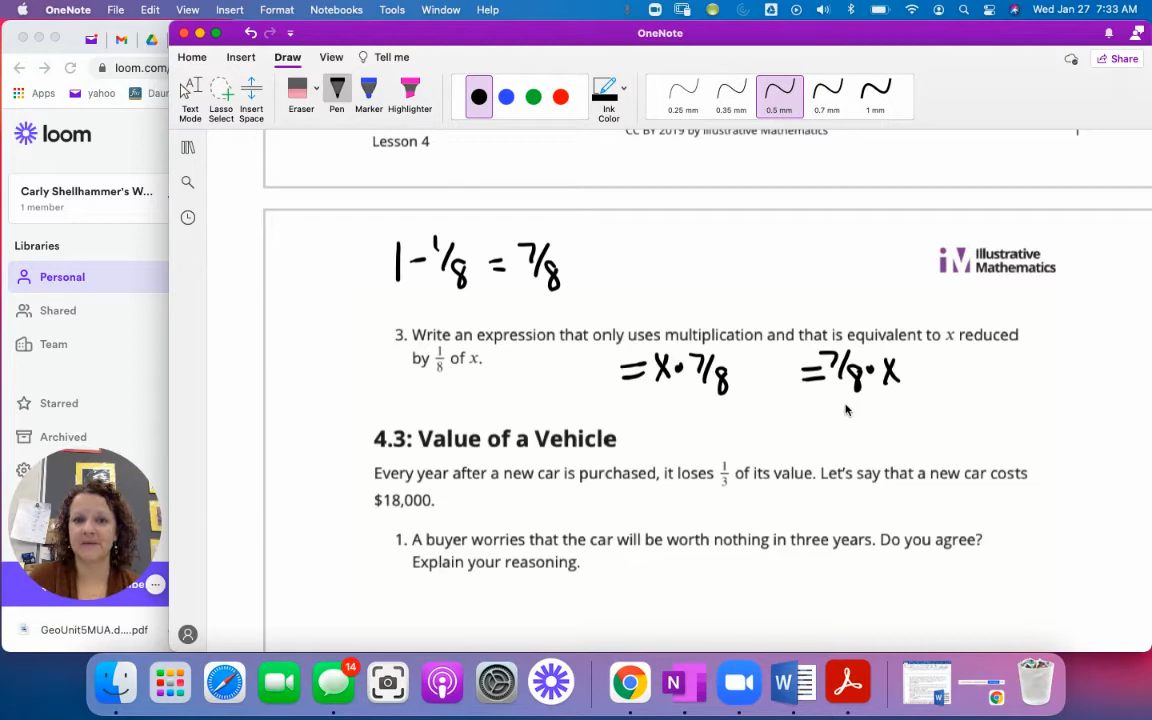 OneNote File Edit View Insert Format Notebooks Tools Window Help Wed Jan 27 7:33 AM
OneNote
Home Insert Draw View Tell me Share
loom.com/
Apps yahoo Daur
Text Mode
Lasso Select
Insert Space
Eraser
Pen
Marker
Highlighter
Ink Color
0.25 mm 0.35 mm 0.5 mm 0.7 mm 1 mm
loom
Carly Shellhammer's W...
1 member
Libraries
Personal
Shared
Team
Starred
Archived
GeoUnit5MUA.d....pdf
Lesson 4
CC BY 2019 by Illustrative Mathematics
1 - 1/8 = 7/8
Illustrative Mathematics
3. Write an expression that only uses multiplication and that is equivalent to x reduced
by 1/8 of x.
= x · 7/8 = 7/8 · x
4.3: Value of a Vehicle
Every year after a new car is purchased, it loses 1/3 of its value. Let's say that a new car costs
$18,000.
1. A buyer worries that the car will be worth nothing in three years. Do you agree?
Explain your reasoning.
14